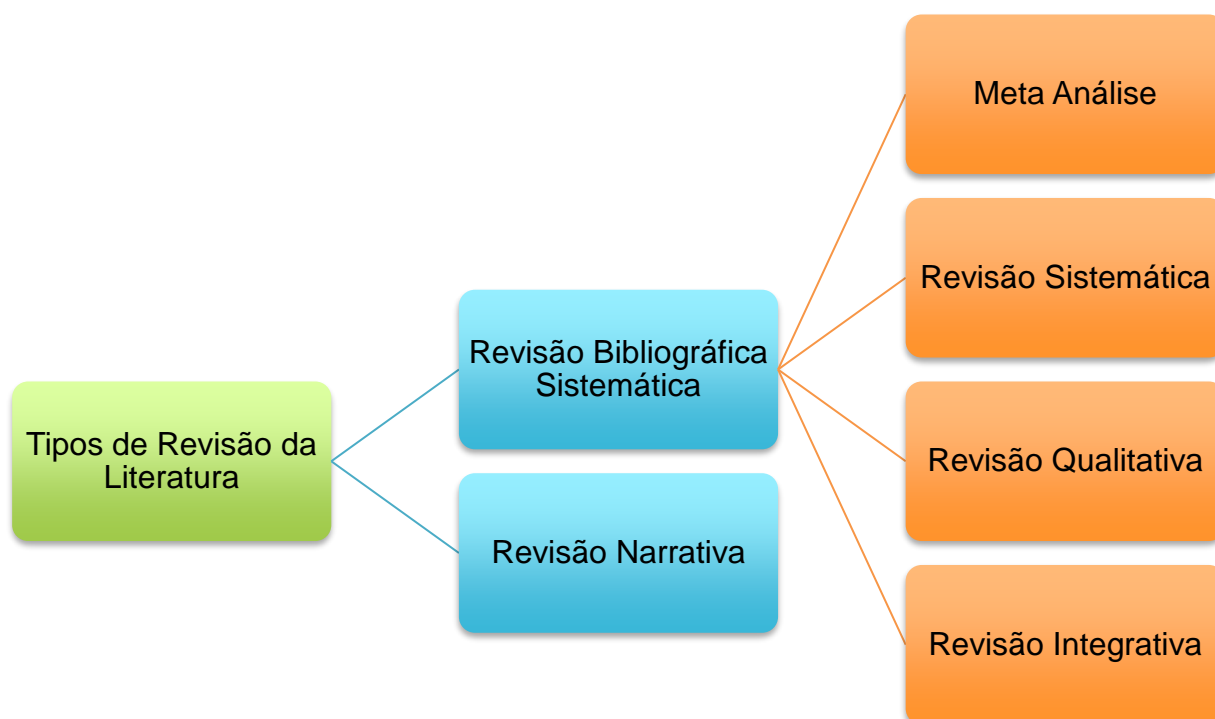 Tipos de Revisão da
Literatura
Revisão Bibliográfica
Sistemática
Revisão Narrativa
Meta Análise
Revisão Sistemática
Revisão Qualitativa
Revisão Integrativa